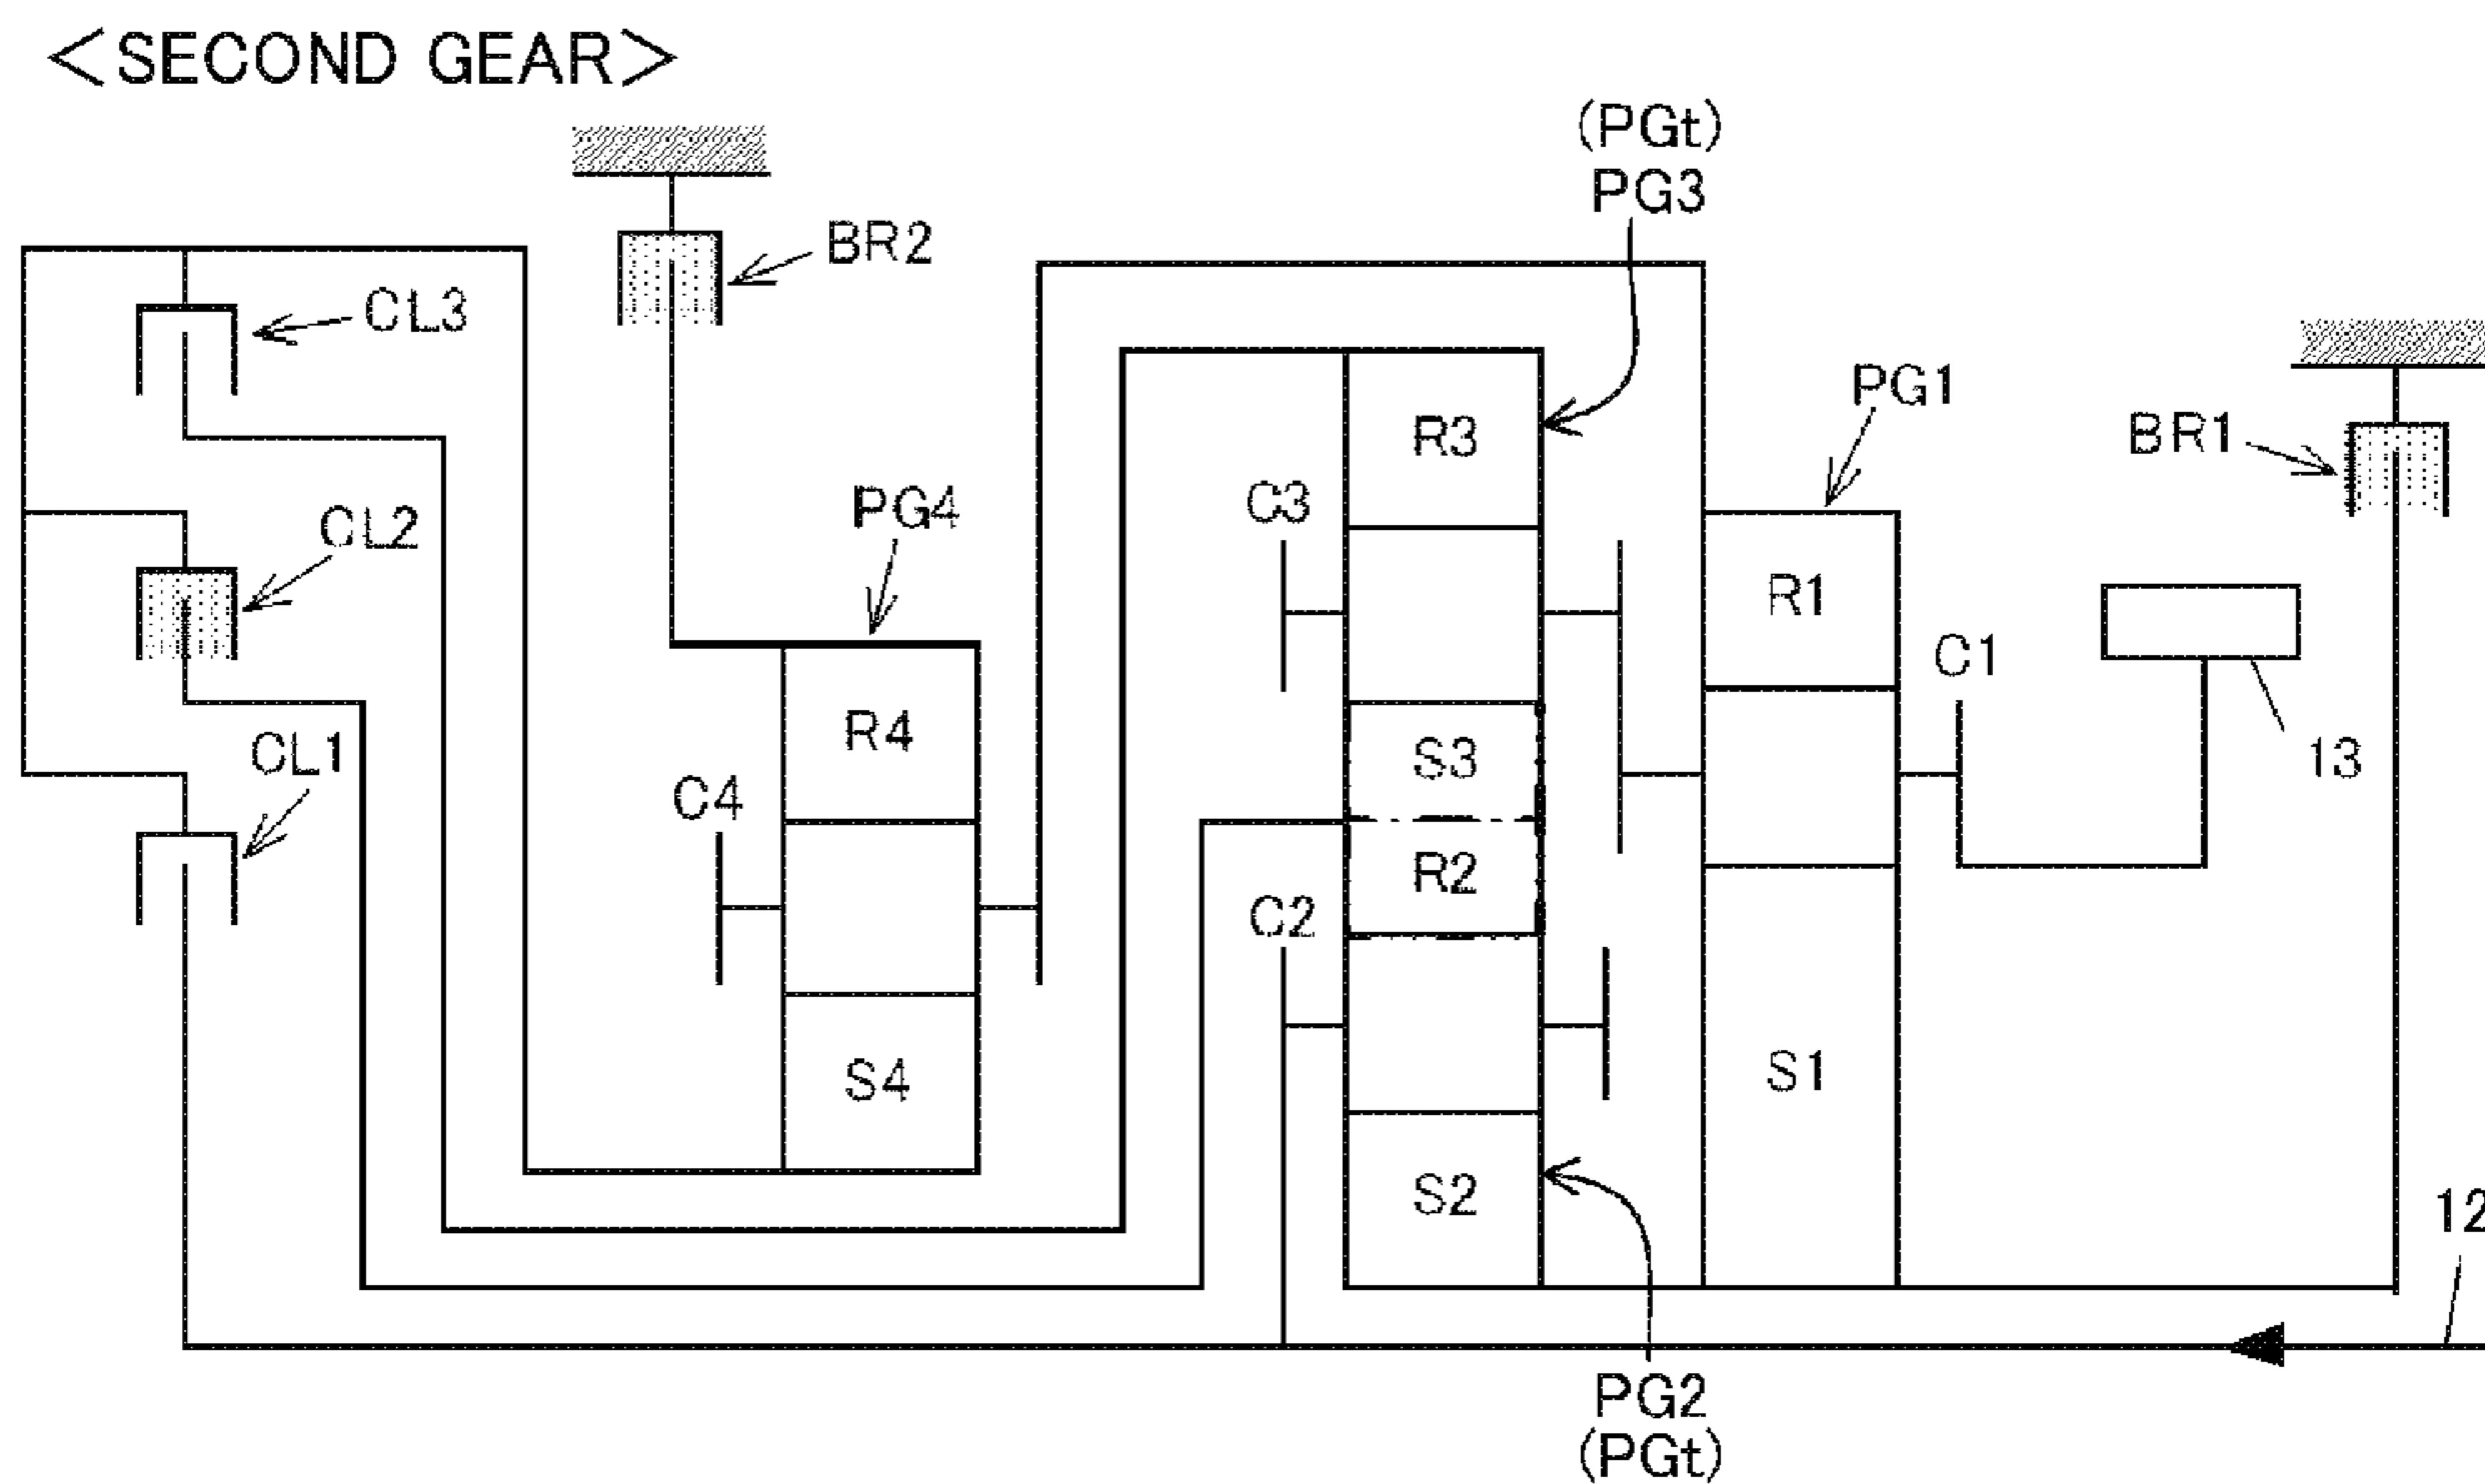 <SECOND GEAR>
(PGt)
PG3
BR2
CL3
PG1
R3
BR1
C3
PG4
CL2
R1
C1
R4
CL1
S3
13
C4
R2
C2
S4
S1
S2
12
PG2
(PGt)